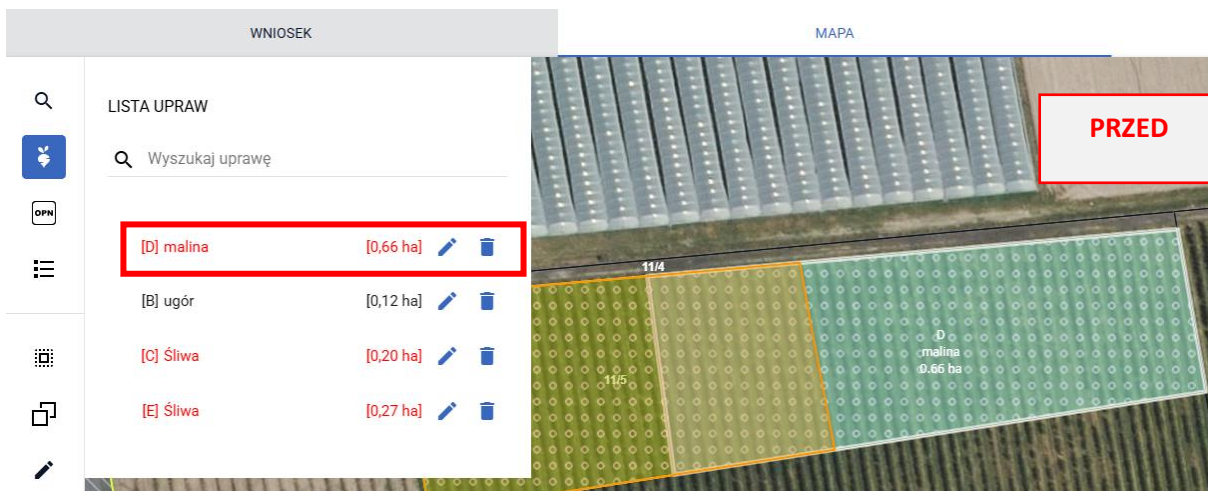 WNIOSEK
MAPA
LISTA UPRAW
PRZED
Wyszukaj uprawę
OPN
[D] malina [0,66 ha]
[B] ugór [0,12 ha]
[C] Śliwa [0,20 ha]
[E] Śliwa [0,27 ha]
11/4
D
malina
0.66 ha
11/5